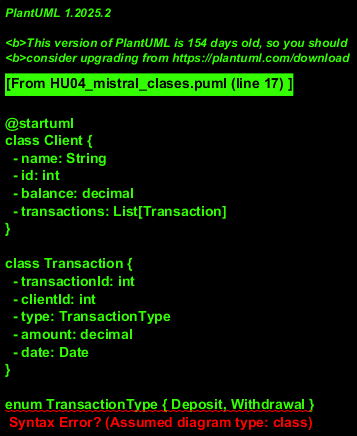 PlantUML 1.2025.2
<b>This version of PlantUML is 154 days old, so you should
<b>consider upgrading from https://plantuml.com/download
[From HU04_mistral_clases.puml (line 17) ]
@startuml
class Client {
- name: String
- id: int
- balance: decimal
- transactions: List[Transaction]
}
class Transaction {
- transactionId: int
- clientId: int
- type: TransactionType
- amount: decimal
- date: Date
}
enum TransactionType { Deposit, Withdrawal }
Syntax Error? (Assumed diagram type: class)